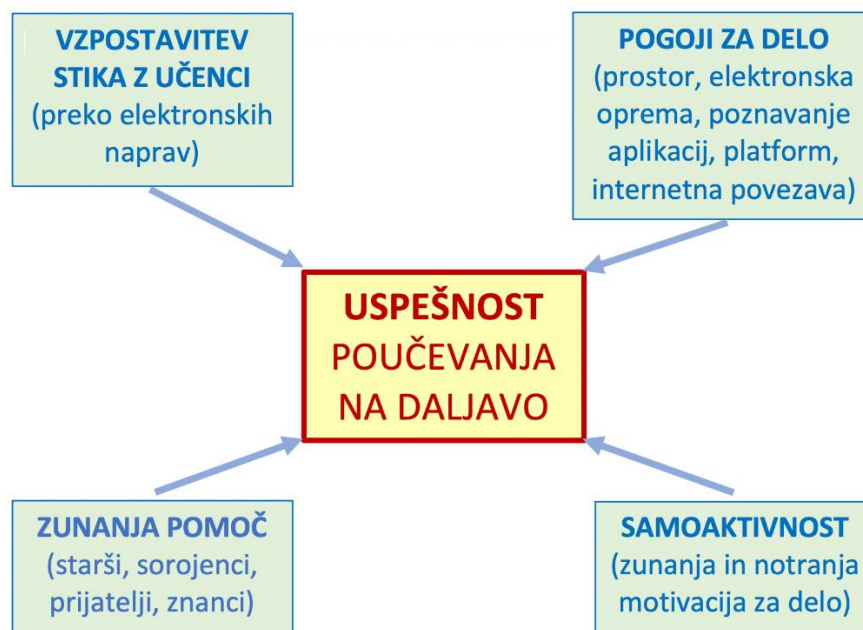 VZPOSTAVITEV
STIKA Z UČENCI
(preko elektronskih
naprav)
POGOJI ZA DELO
(prostor, elektronska
oprema, poznavanje
aplikacij, platform,
internetna povezava)
USPEŠNOST
POUČEVANJA
NA DALJAVO
ZUNANJA POMOČ
(starši, sorojenci,
prijatelji, znanci)
SAMOAKTIVNOST
(zunanja in notranja
motivacija za delo)